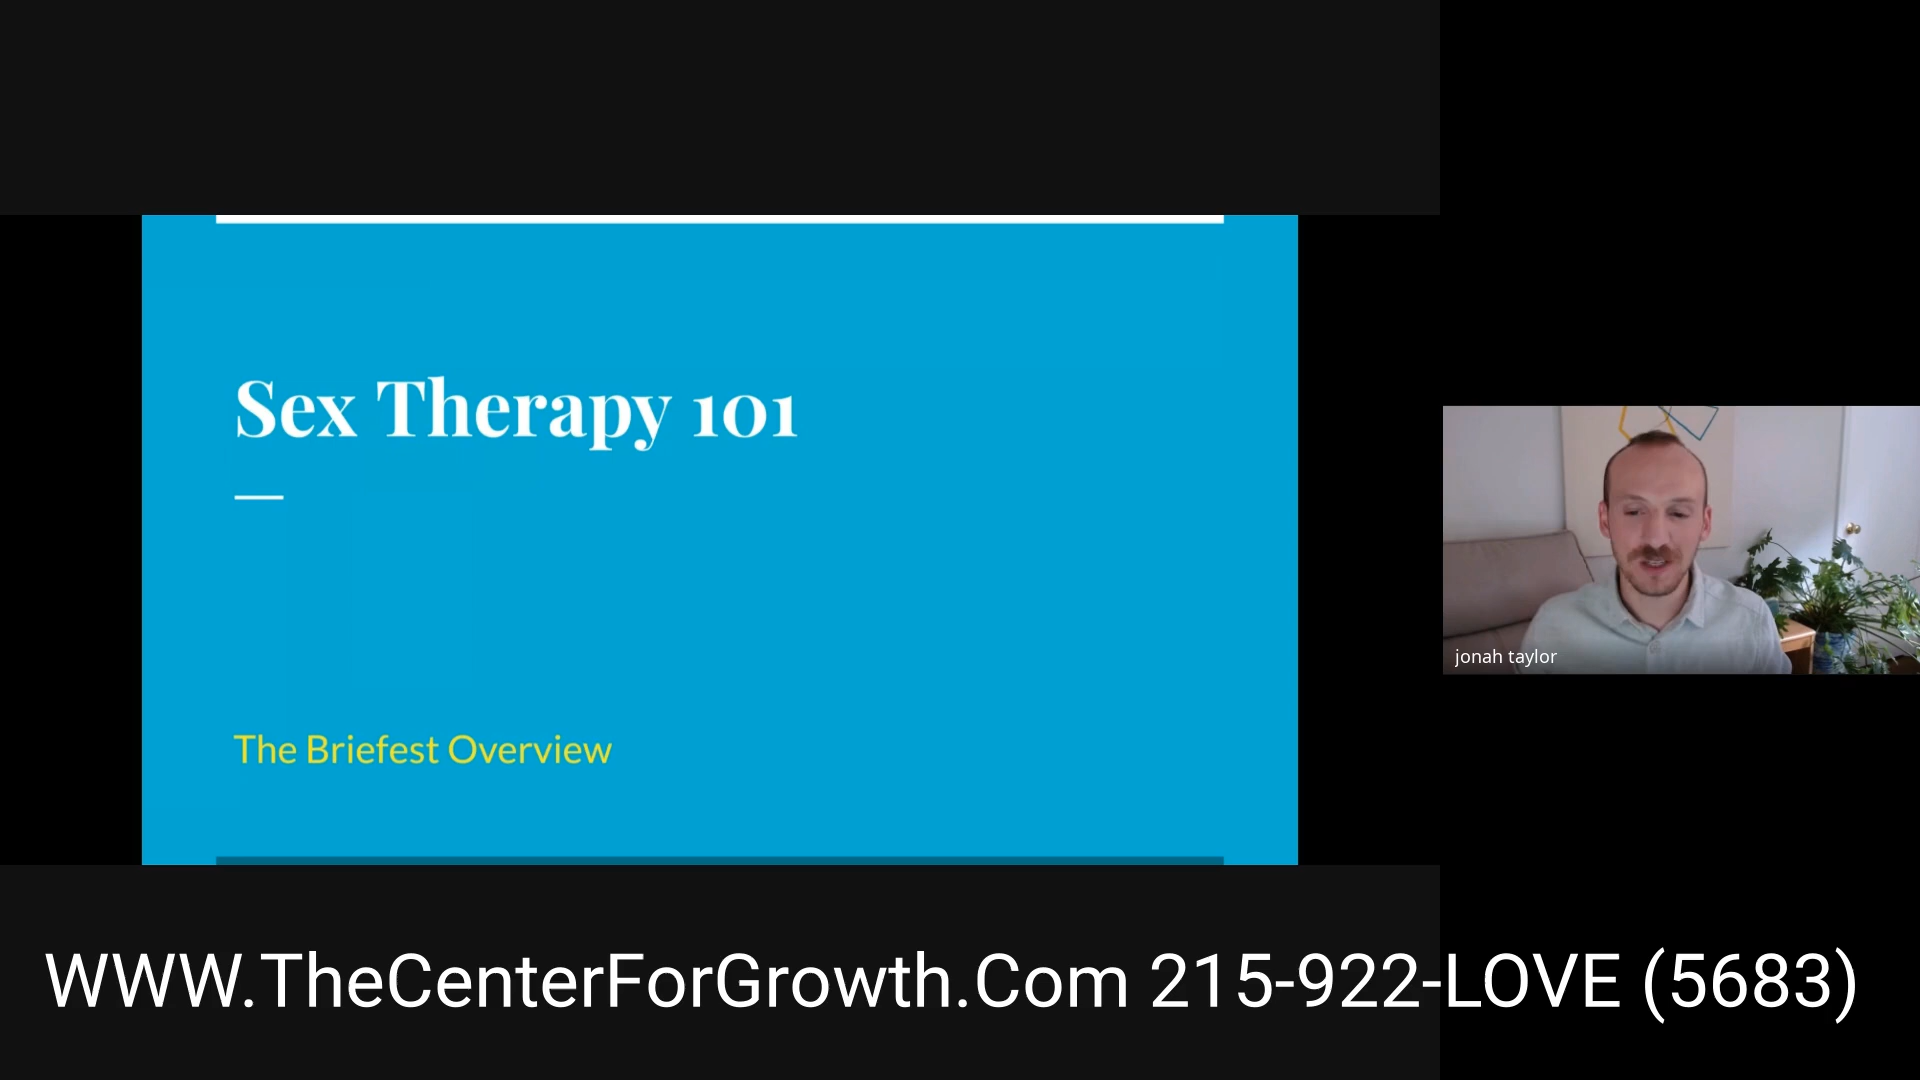 Sex Therapy 101
The Briefest Overview
jonah taylor
WWW.TheCenterForGrowth.Com 215-922-LOVE (5683)